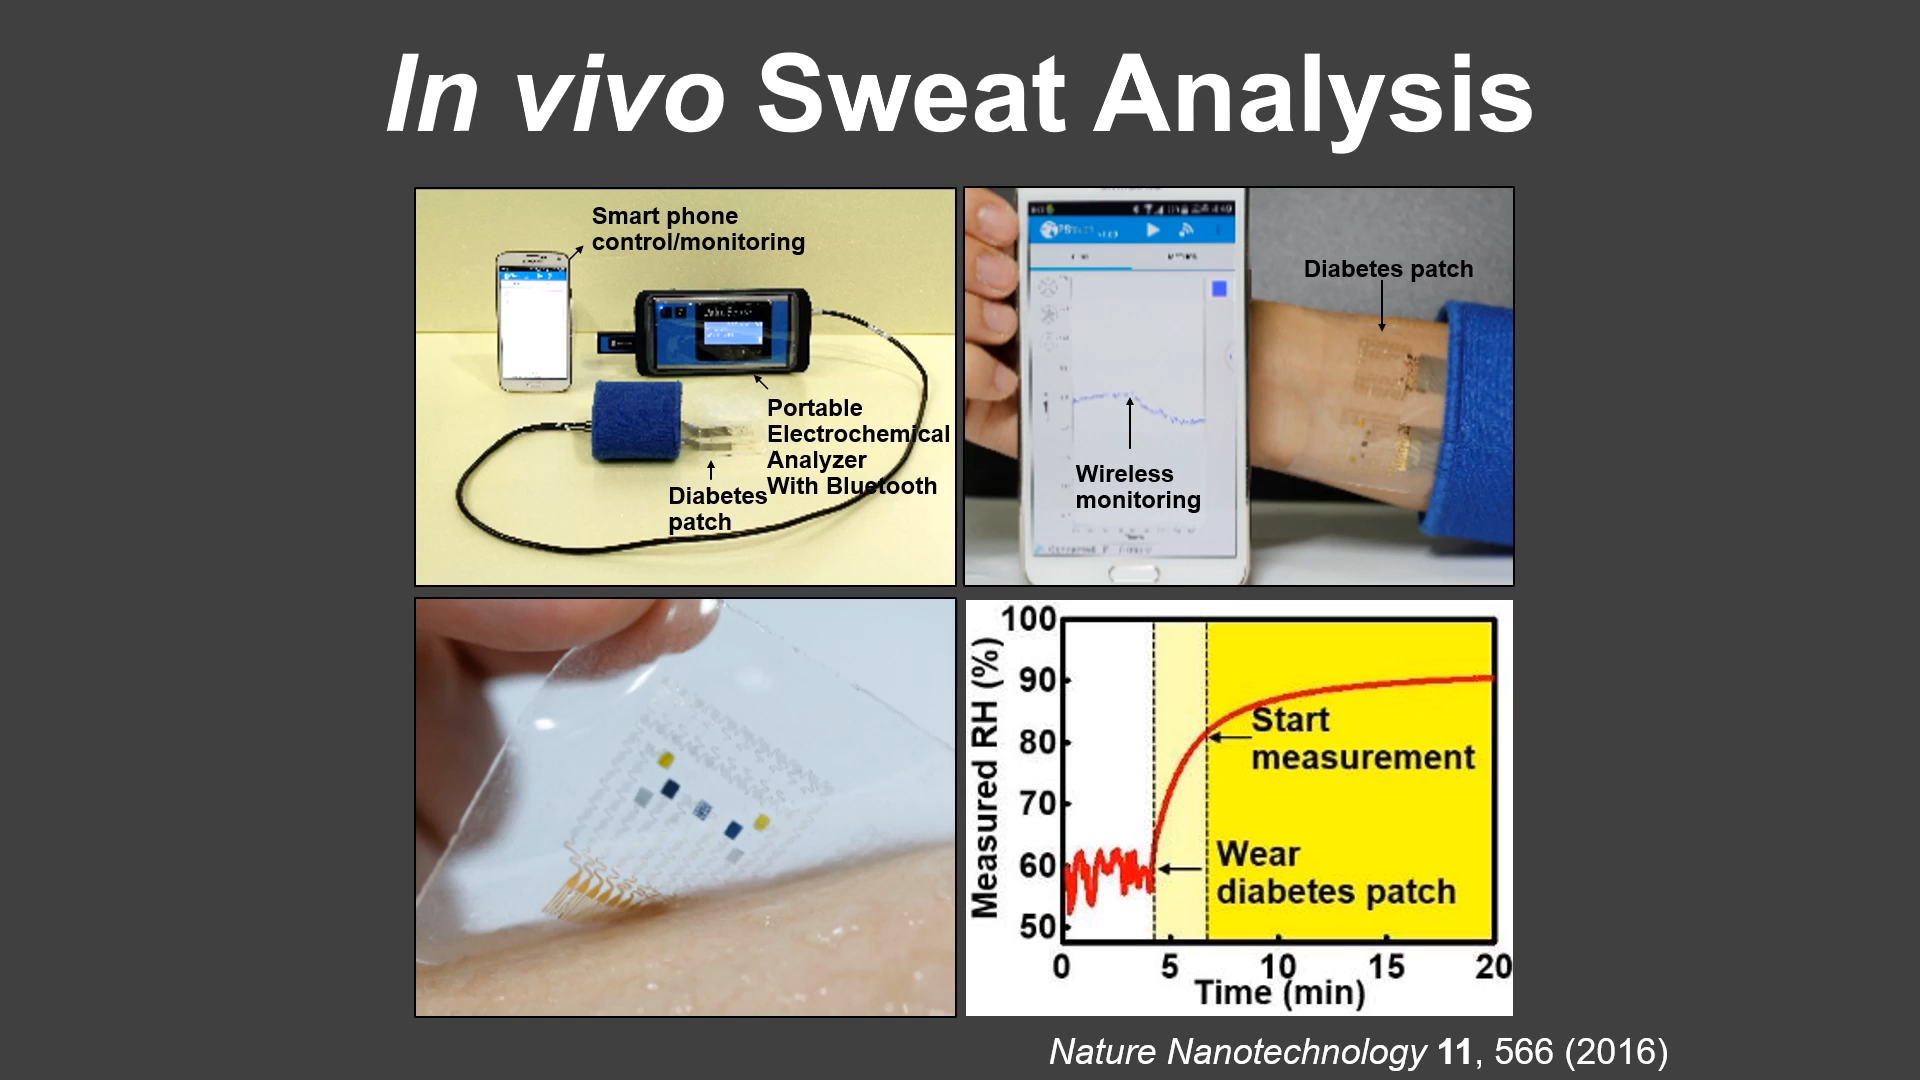 In vivo Sweat Analysis
Smart phone
control/monitoring
Portable
Electrochemical
Analyzer
With Bluetooth
Diabetes
patch
Diabetes patch
Wireless
monitoring
100
90
80
70
60
50
Measured RH (%)
Start
measurement
Wear
diabetes patch
0 5 10 15 20
Time (min)
Nature Nanotechnology 11, 566 (2016)